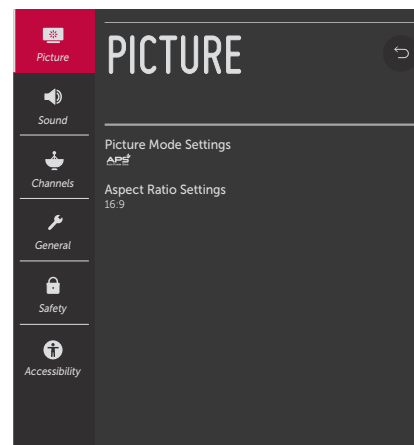 Picture
PICTURE
Sound
Picture Mode Settings
APS
Channels
Aspect Ratio Settings
16:9
General
Safety
Accessibility